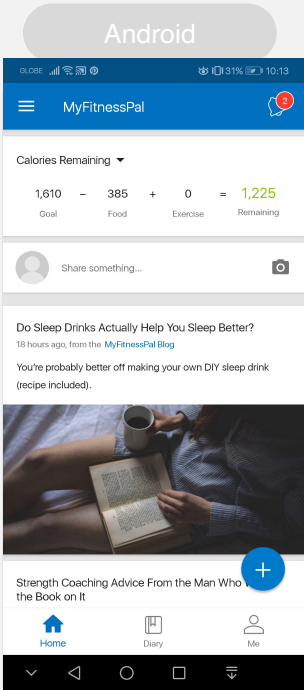 Android
GLOBE 31% 10:13
MyFitnessPal
2
Calories Remaining
1,610 − 385 + 0 = 1,225
Goal Food Exercise Remaining
Share something...
Do Sleep Drinks Actually Help You Sleep Better?
18 hours ago, from the MyFitnessPal Blog
You're probably better off making your own DIY sleep drink
(recipe included).
Strength Coaching Advice From the Man Who
the Book on It
Home Diary Me